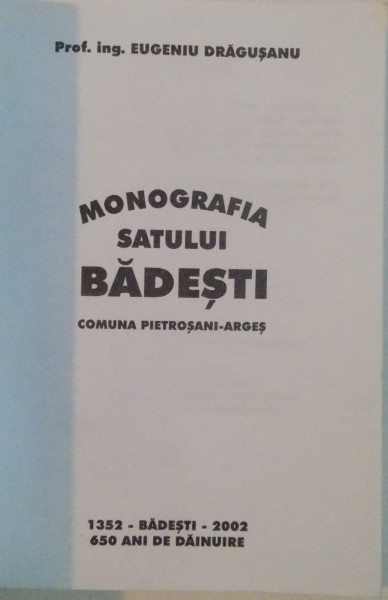 Prof. ing. EUGENIU DRĂGUȘANU
MONOGRAFIA
SATULUI
BĂDEȘTI
COMUNA PIETROȘANI-ARGEȘ
1352 - BĂDEȘTI - 2002
650 ANI DE DĂINUIRE